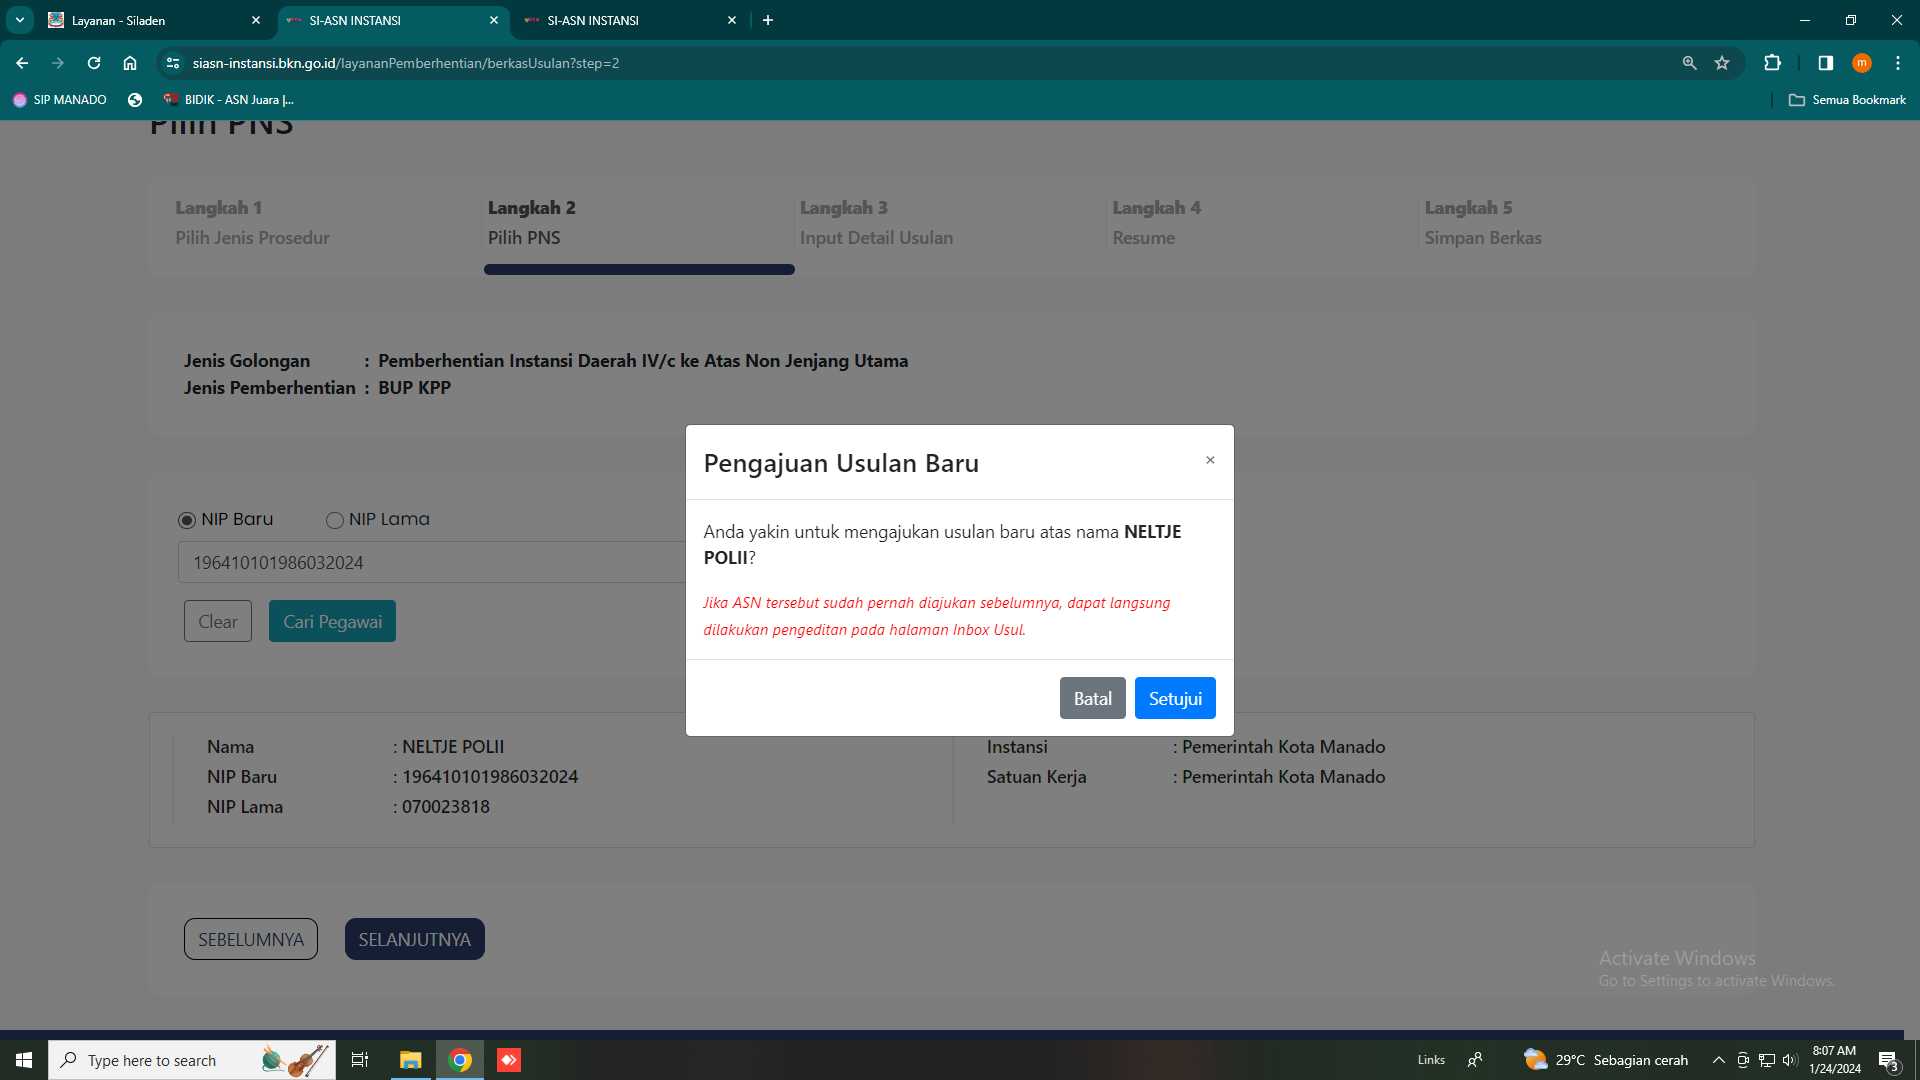 Layanan - Siladen
SI-ASN INSTANSI
SI-ASN INSTANSI
siasn-instansi.bkn.go.id/layananPemberhentian/berkasUsulan?step=2
m
SIP MANADO
BIDIK - ASN Juara |...
Semua Bookmark
Pilih PNS
Langkah 1
Pilih Jenis Prosedur
Langkah 2
Pilih PNS
Langkah 3
Input Detail Usulan
Langkah 4
Resume
Langkah 5
Simpan Berkas
Jenis Golongan : Pemberhentian Instansi Daerah IV/c ke Atas Non Jenjang Utama
Jenis Pemberhentian : BUP KPP
NIP Baru NIP Lama
196410101986032024
Clear Cari Pegawai
Pengajuan Usulan Baru ×
Anda yakin untuk mengajukan usulan baru atas nama NELTJE
POLII?
Jika ASN tersebut sudah pernah diajukan sebelumnya, dapat langsung
dilakukan pengeditan pada halaman Inbox Usul.
Batal Setujui
Nama : NELTJE POLII
NIP Baru : 196410101986032024
NIP Lama : 070023818
Instansi : Pemerintah Kota Manado
Satuan Kerja : Pemerintah Kota Manado
SEBELUMNYA SELANJUTNYA
Activate Windows
Go to Settings to activate Windows.
Type here to search
Links
29°C Sebagian cerah
8:07 AM
1/24/2024
3